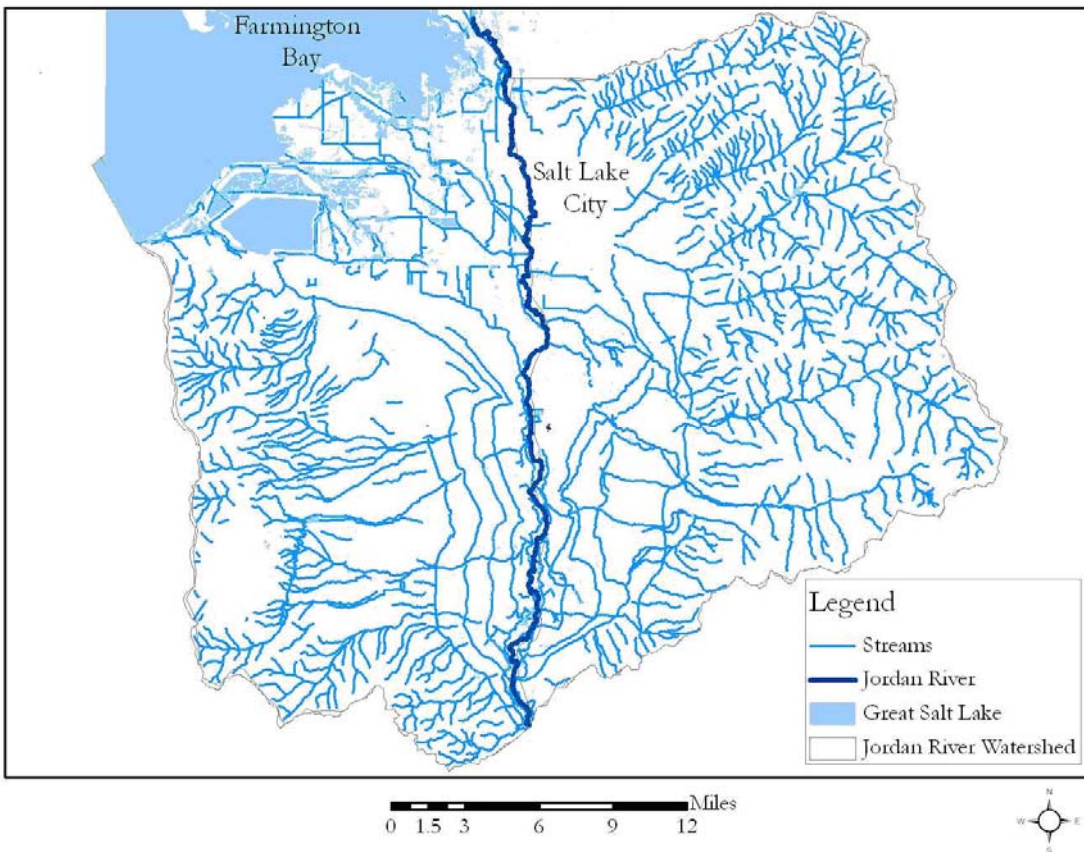 Farmington
Bay
Salt Lake
City
Legend
Streams
Jordan River
Great Salt Lake
Jordan River Watershed
Miles
0 1.5 3 6 9 12
N
W E
S